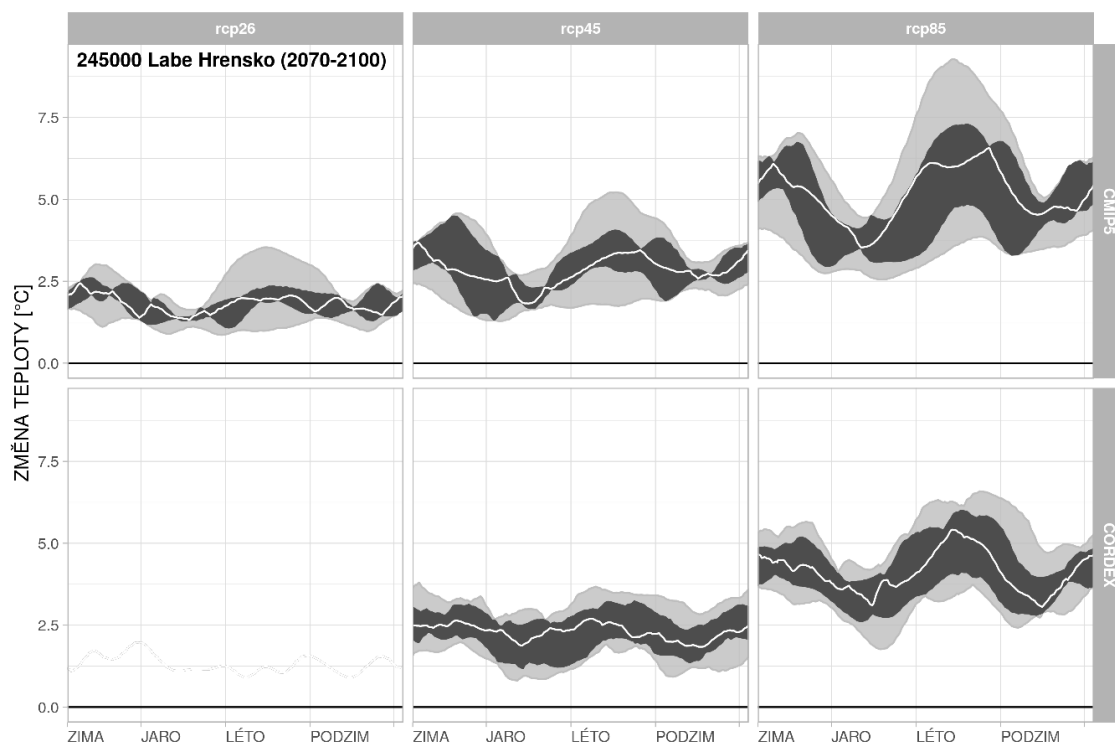 rcp26 rcp45 rcp85
245000 Labe Hrensko (2070-2100)
ZMĚNA TEPLOTY [°C]
7.5
5.0
2.5
0.0
CMIP5
7.5
5.0
2.5
0.0
CORDEX
ZIMA JARO LÉTO PODZIM ZIMA JARO LÉTO PODZIM ZIMA JARO LÉTO PODZIM